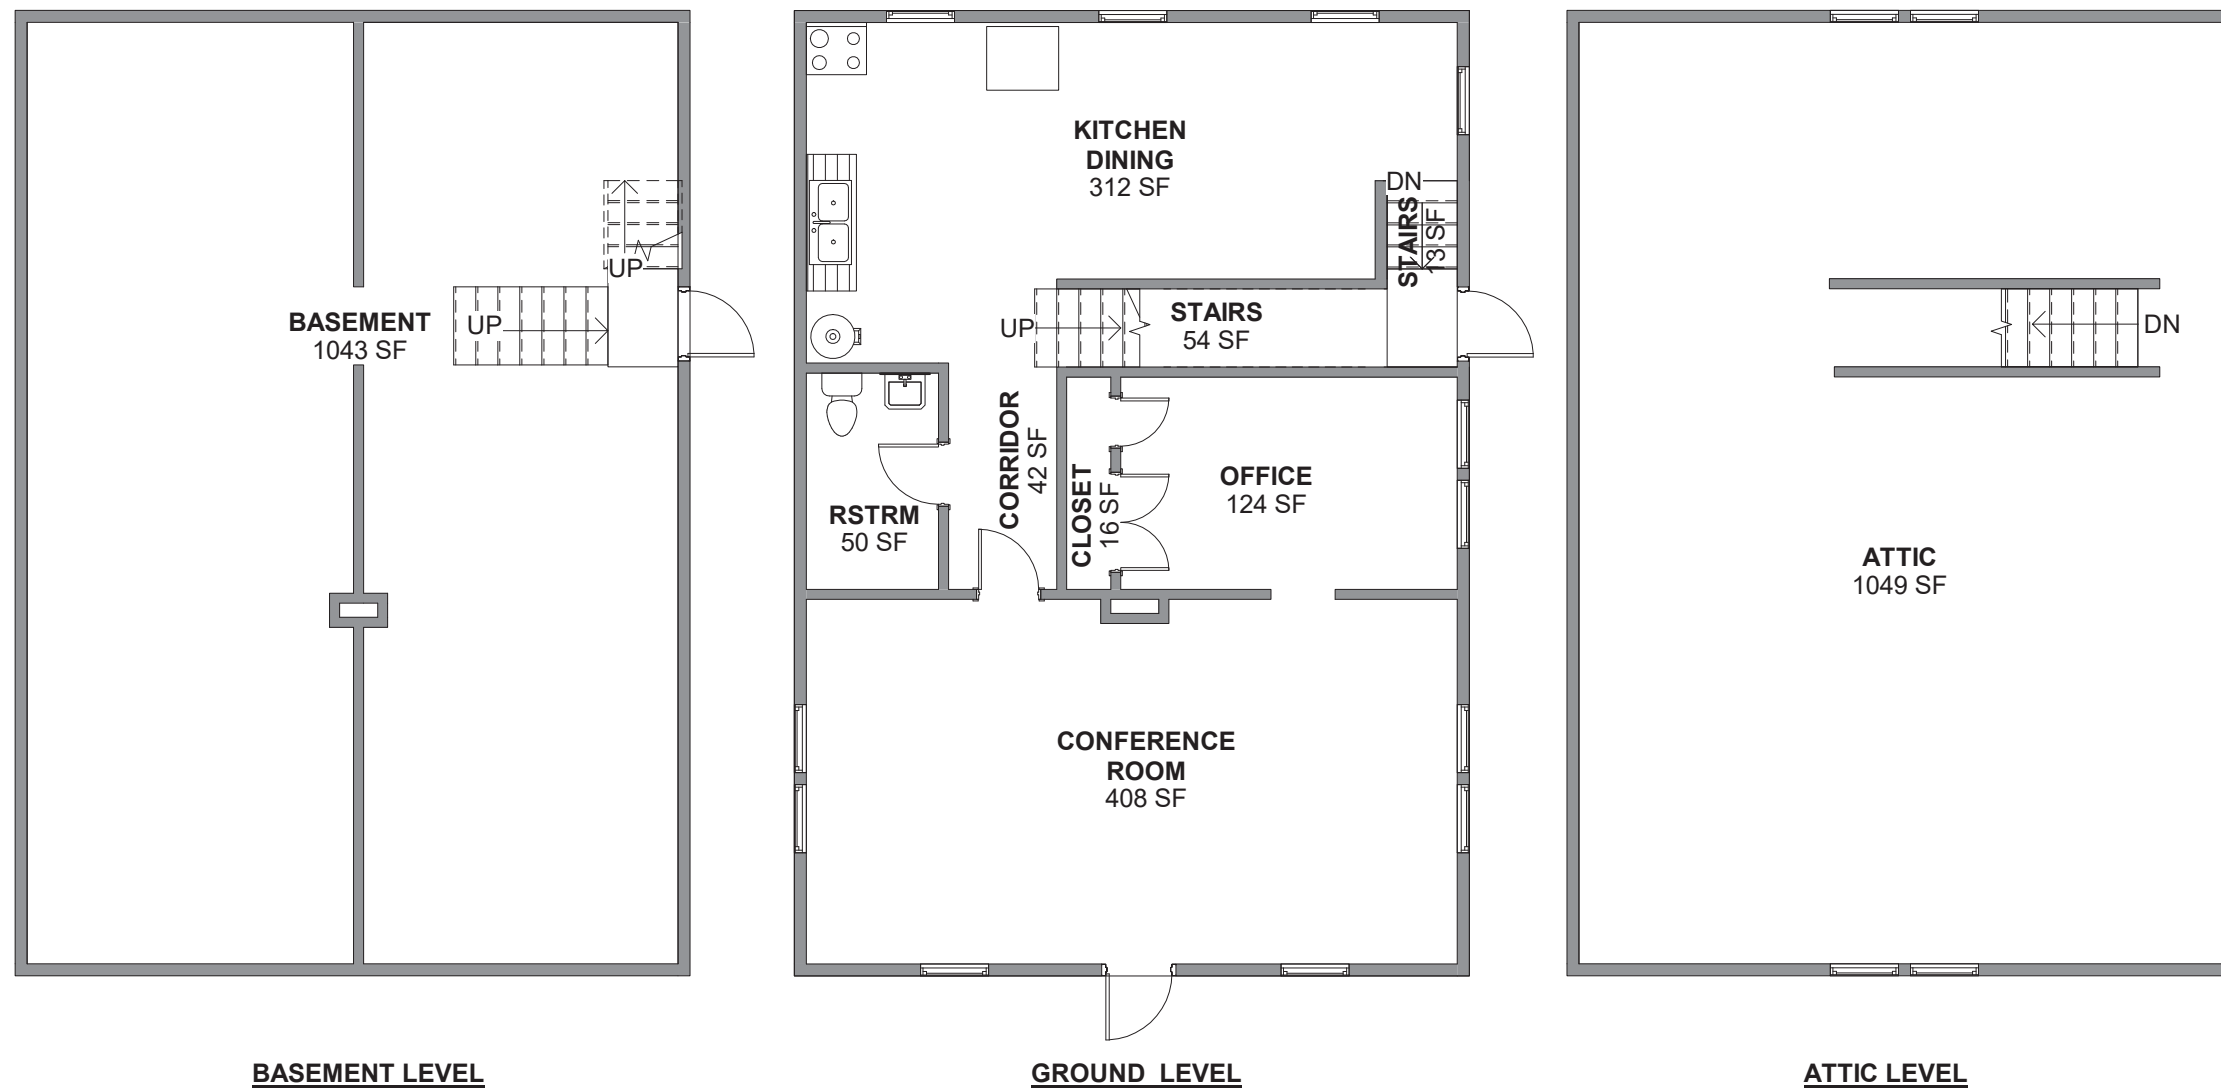 BASEMENT
1043 SF
UP
UP
BASEMENT LEVEL
KITCHEN
DINING
312 SF
DN
STAIRS
13 SF
UP
STAIRS
54 SF
CORRIDOR
42 SF
CLOSET
16 SF
OFFICE
124 SF
RSTRM
50 SF
CONFERENCE
ROOM
408 SF
GROUND LEVEL
DN
ATTIC
1049 SF
ATTIC LEVEL